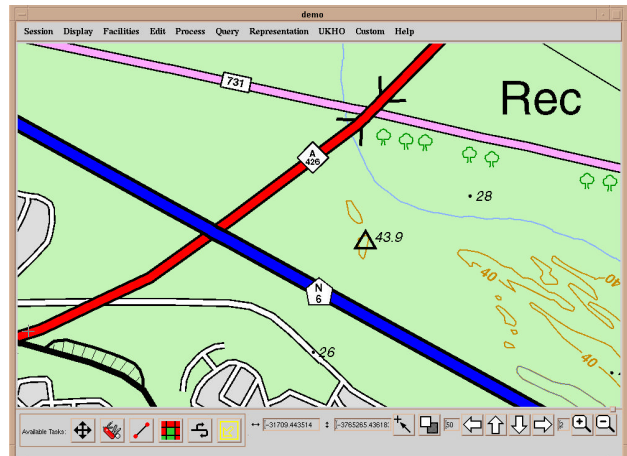 demo
Session Display Facilities Edit Process Query Representation UKHO Custom Help
731
Rec
A
426
28
43.9
40
40
40
N
6
26
Available Tasks:
-31709.443514
-3765265.43618
50
2